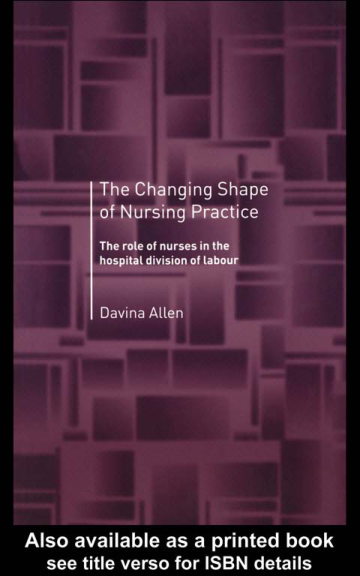 The Changing Shape
of Nursing Practice
The role of nurses in the
hospital division of labour
Davina Allen
Also available as a printed book
see title verso for ISBN details